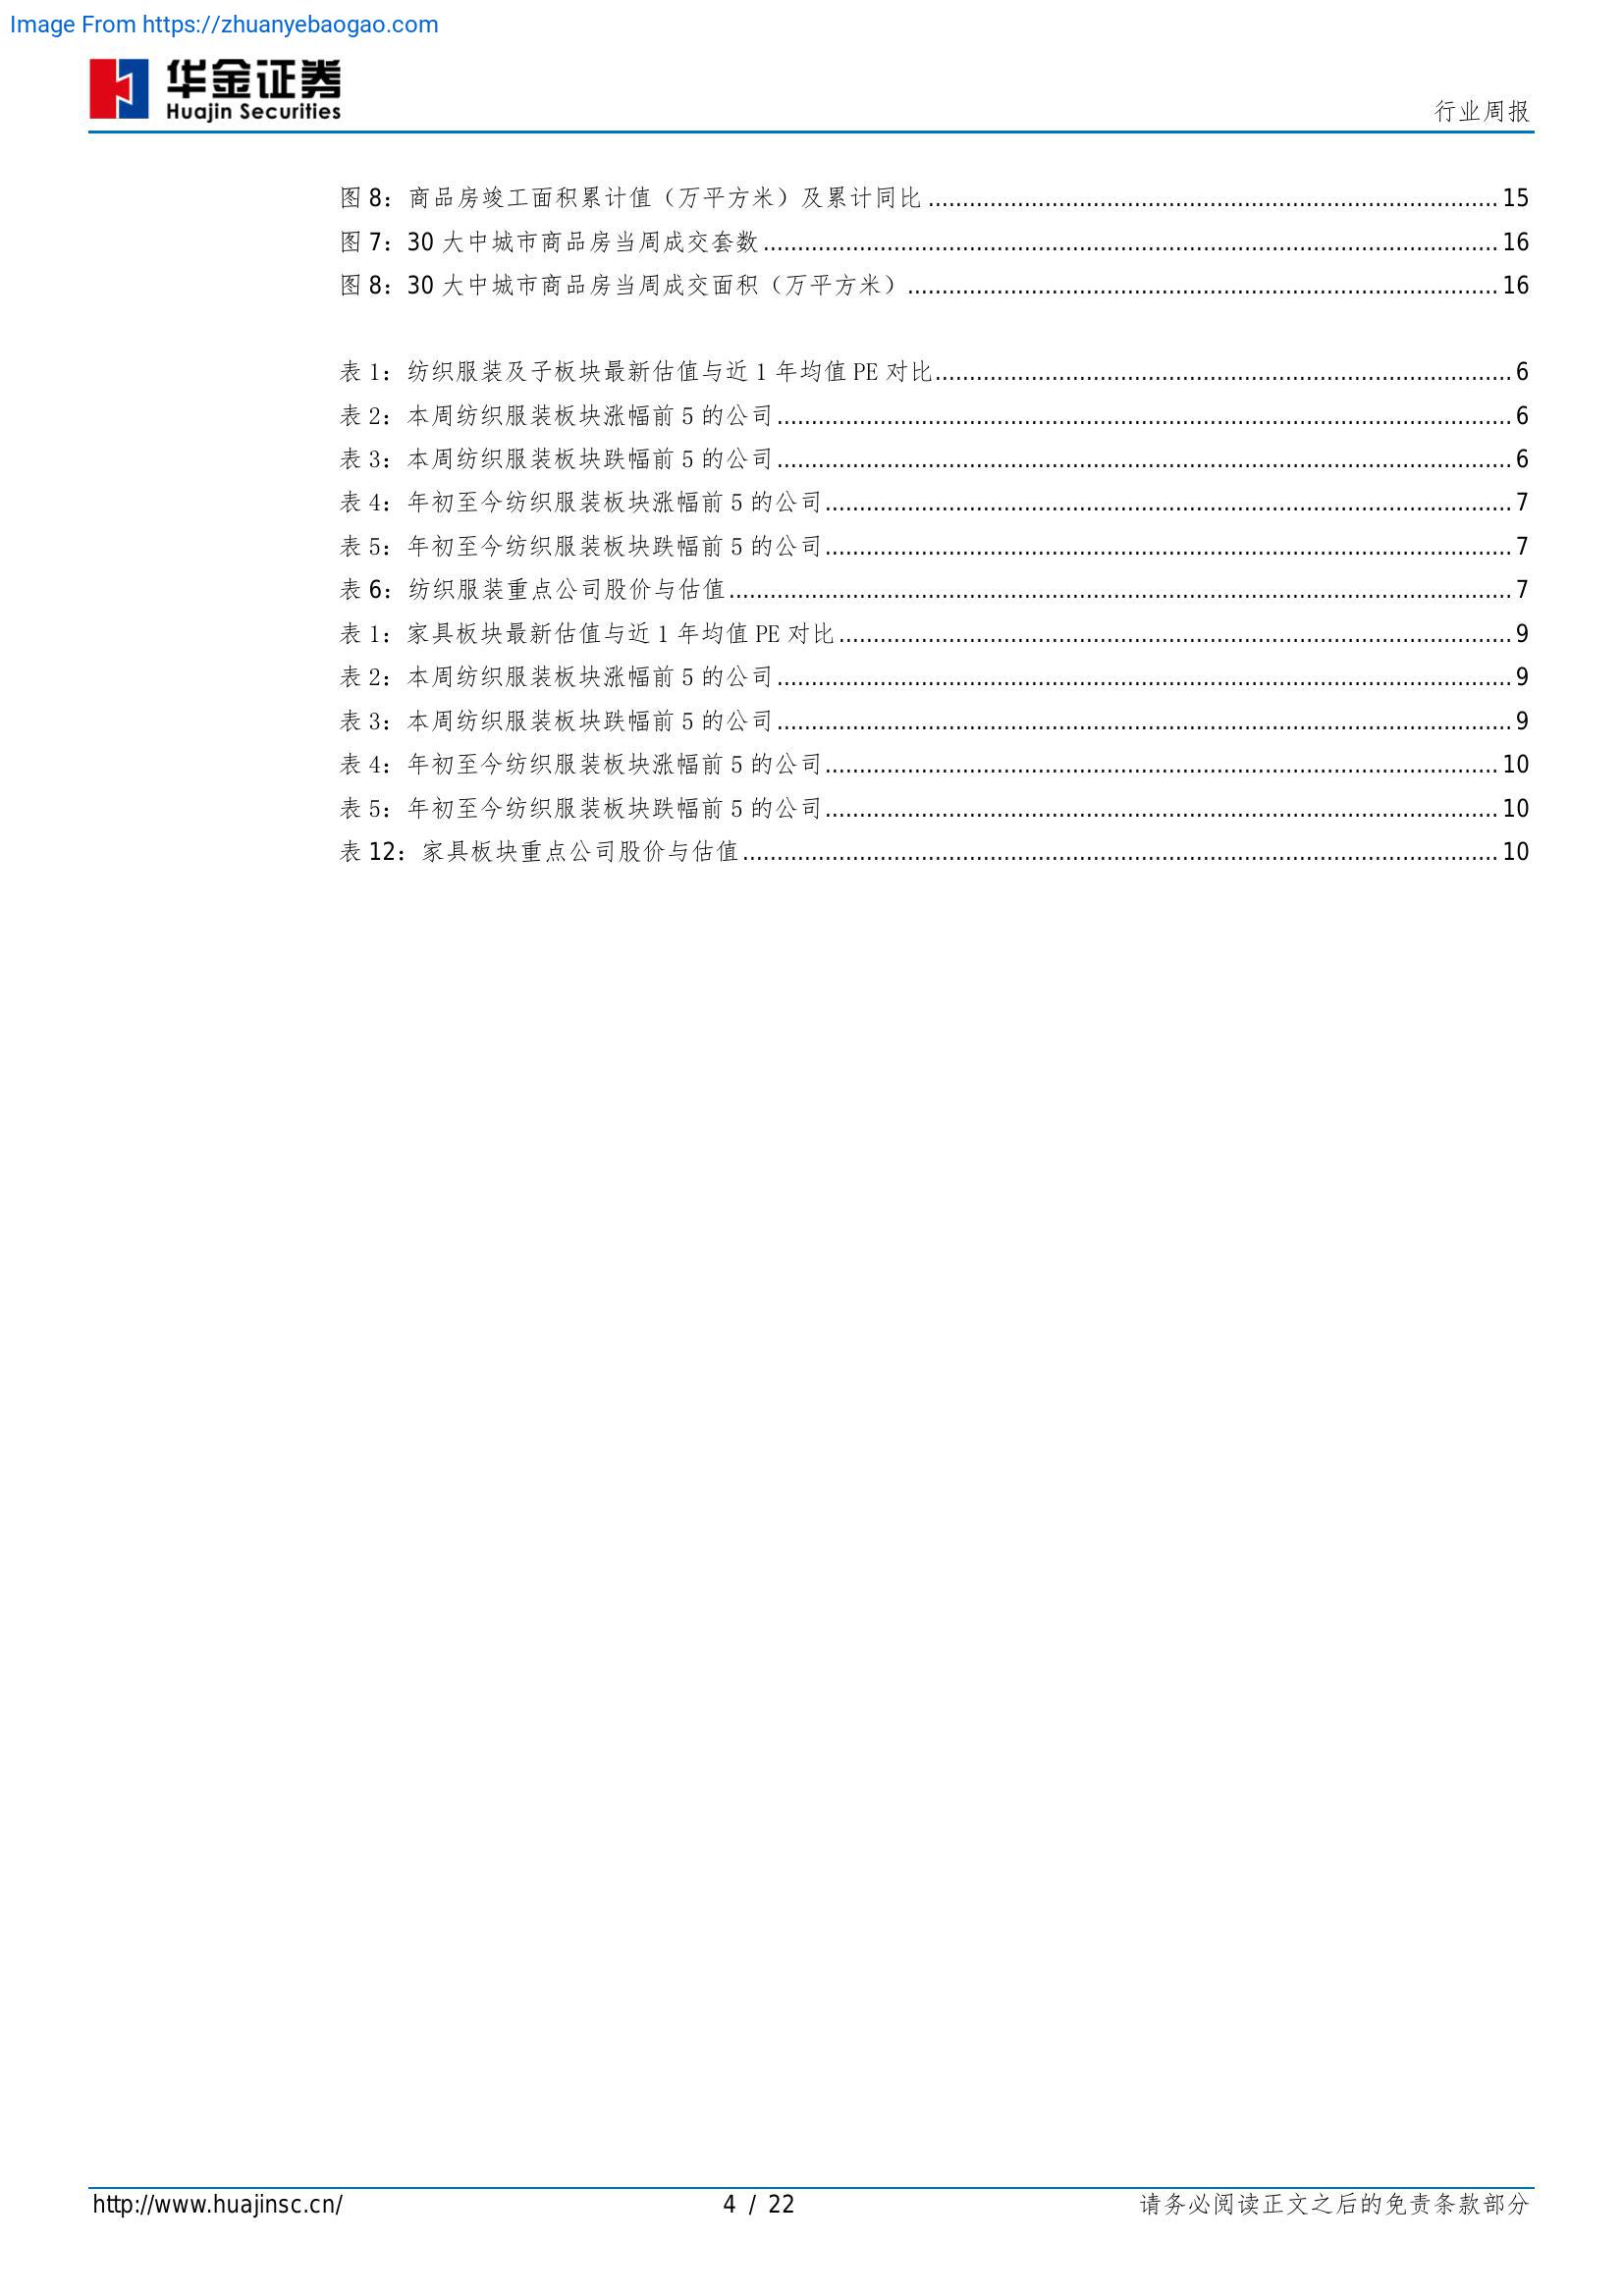 Image From https://zhuanyebaogao.com
华金证券
Huajin Securities
行业周报
图 8：商品房竣工面积累计值（万平方米）及累计同比........................................15
图 7：30 大中城市商品房当周成交套数........................................16
图 8：30 大中城市商品房当周成交面积（万平方米）........................................16
表 1：纺织服装及子板块最新估值与近 1 年均值 PE 对比........................................6
表 2：本周纺织服装板块涨幅前 5 的公司........................................6
表 3：本周纺织服装板块跌幅前 5 的公司........................................6
表 4：年初至今纺织服装板块涨幅前 5 的公司........................................7
表 5：年初至今纺织服装板块跌幅前 5 的公司........................................7
表 6：纺织服装重点公司股价与估值........................................7
表 1：家具板块最新估值与近 1 年均值 PE 对比........................................9
表 2：本周纺织服装板块涨幅前 5 的公司........................................9
表 3：本周纺织服装板块跌幅前 5 的公司........................................9
表 4：年初至今纺织服装板块涨幅前 5 的公司........................................10
表 5：年初至今纺织服装板块跌幅前 5 的公司........................................10
表 12：家具板块重点公司股价与估值........................................10
http://www.huajinsc.cn/
4 / 22
请务必阅读正文之后的免责条款部分